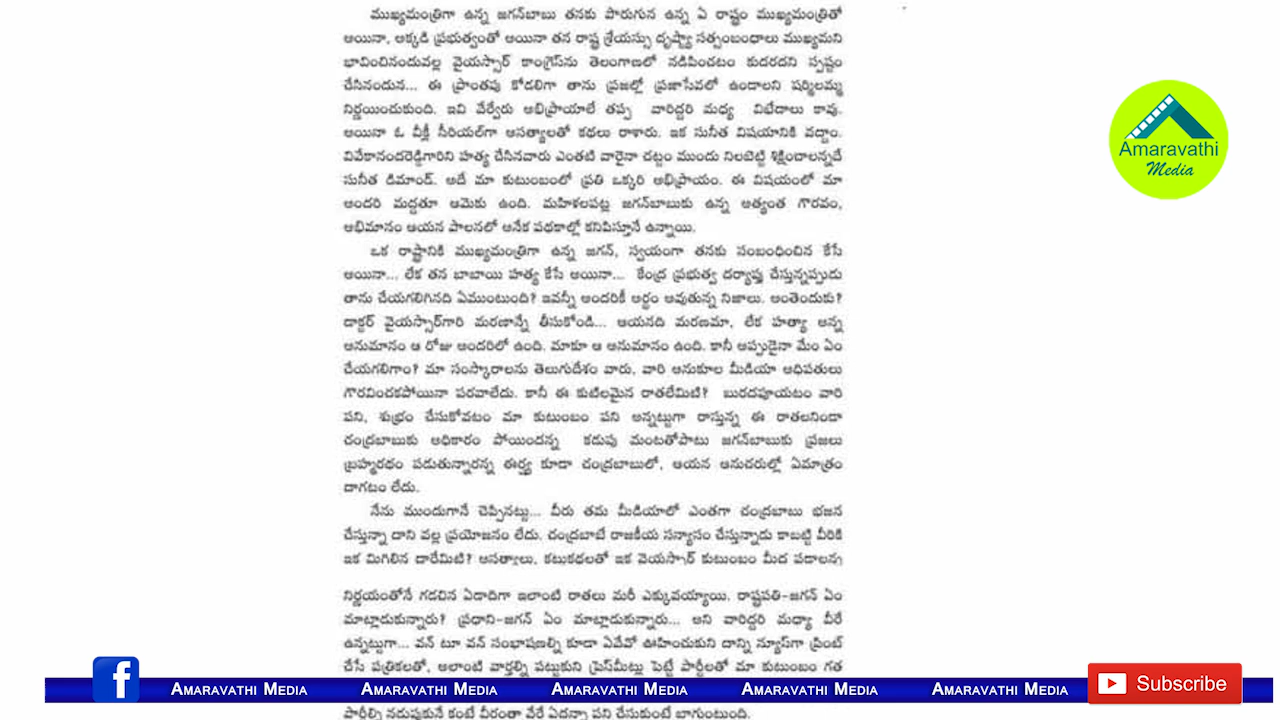 ముఖ్యమంత్రిగా ఉన్న జగన్‌బాబు తనకు పొరుగున ఉన్న ఏ రాష్ట్రం ముఖ్యమంత్రితో
అయినా, అక్కడి ప్రభుత్వంతో అయినా తన రాష్ట్ర శ్రేయస్సు దృష్ట్యా సత్సంబంధాలు ముఖ్యమని
భావించినందువల్ల వైయస్సార్ కాంగ్రెస్‌ను తెలంగాణలో నడిపించటం కుదరదని స్పష్టం
చేసినందున... ఈ ప్రాంతపు కోడలిగా తాను ప్రజల్లో ప్రజాసేవలో ఉండాలని షర్మిలమ్మ
నిర్ణయించుకుంది. ఇవి వేర్వేరు అభిప్రాయాలే తప్ప వారిద్దరి మధ్య విభేదాలు కావు.
అయినా ఓ వీక్లీ సీరియల్‌గా అసత్యాలతో కథలు రాశారు. ఇక సునీత విషయానికి వద్దాం.
వివేకానందరెడ్డిగారిని హత్య చేసినవారు ఎంతటి వారైనా చట్టం ముందు నిలబెట్టి శిక్షించాలన్నదే
సునీత డిమాండ్. అదే మా కుటుంబంలో ప్రతి ఒక్కరి అభిప్రాయం. ఈ విషయంలో మా
అందరి మద్దతూ ఆమెకు ఉంది. మహిళలపట్ల జగన్‌బాబుకు ఉన్న అత్యంత గౌరవం,
అభిమానం ఆయన పాలనలో అనేక పథకాల్లో కనిపిస్తూనే ఉన్నాయి.
ఒక రాష్ట్రానికి ముఖ్యమంత్రిగా ఉన్న జగన్, స్వయంగా తనకు సంబంధించిన కేసే
అయినా... లేక తన బాబాయి హత్య కేసే అయినా... కేంద్ర ప్రభుత్వ దర్యాప్తు చేస్తున్నప్పుడు
తాను చేయగలిగినది ఏముంటుంది? ఇవన్నీ అందరికీ అర్థం అవుతున్న నిజాలు. అంతెందుకు?
డాక్టర్ వైయస్సార్‌గారి మరణాన్నే తీసుకోండి... ఆయనది మరణమా, లేక హత్యా అన్న
అనుమానం ఆ రోజు అందరిలో ఉంది. మాకూ ఆ అనుమానం ఉంది. కానీ అప్పుడైనా మేం ఏం
చేయగలిగాం? మా సంస్కారాలను తెలుగుదేశం వారు, వారి అనుకూల మీడియా అధిపతులు
గౌరవించకపోయినా పరవాలేదు. కానీ ఈ కుటిలమైన రాతలేమిటి? బురదపూయటం వారి
పని, శుభ్రం చేసుకోవటం మా కుటుంబం పని అన్నట్టుగా రాస్తున్న ఈ రాతలనిండా
చంద్రబాబుకు అధికారం పోయిందన్న కడుపు మంటతోపాటు జగన్‌బాబుకు ప్రజలు
బ్రహ్మరథం పడుతున్నారన్న ఈర్ష్య కూడా చంద్రబాబులో, ఆయన అనుచరుల్లో ఏమాత్రం
దాగటం లేదు.
నేను ముందుగానే చెప్పినట్టు... వీరు తమ మీడియాలో ఎంతగా చంద్రబాబు భజన
చేస్తున్నా దాని వల్ల ప్రయోజనం లేదు. చంద్రబాబే రాజకీయ సన్యాసం చేస్తున్నాడు కాబట్టి వీరికి
ఇక మిగిలిన దారేమిటి? అసత్యాలు, కట్టుకథలతో ఇక వైయస్సార్ కుటుంబం మీద పడాలన్న
నిర్ణయంతోనే గడచిన ఏడాదిగా ఇలాంటి రాతలు మరీ ఎక్కువయ్యాయి. రాష్ట్రపతి-జగన్ ఏం
మాట్లాడుకున్నారు? ప్రధాని-జగన్ ఏం మాట్లాడుకున్నారు... అని వారిద్దరి మధ్యా వీరే
ఉన్నట్టుగా... వన్ టూ వన్ సంభాషణల్ని కూడా ఏవేవో ఊహించుకుని దాన్ని న్యూస్‌గా ప్రింట్
చేసే పత్రికలతో, అలాంటి వార్తల్ని పట్టుకుని ప్రెస్‌మీట్లు పెట్టే పార్టీలతో మా కుటుంబం గత
పార్టీల్ని నడుపుకునే కంటే వీరంతా వేరే ఏదన్నా పని చేసుకుంటే బాగుంటుంది.
Amaravathi
Media
f
AMARAVATHI MEDIA AMARAVATHI MEDIA AMARAVATHI MEDIA AMARAVATHI MEDIA AMARAVATHI MEDIA
Subscribe